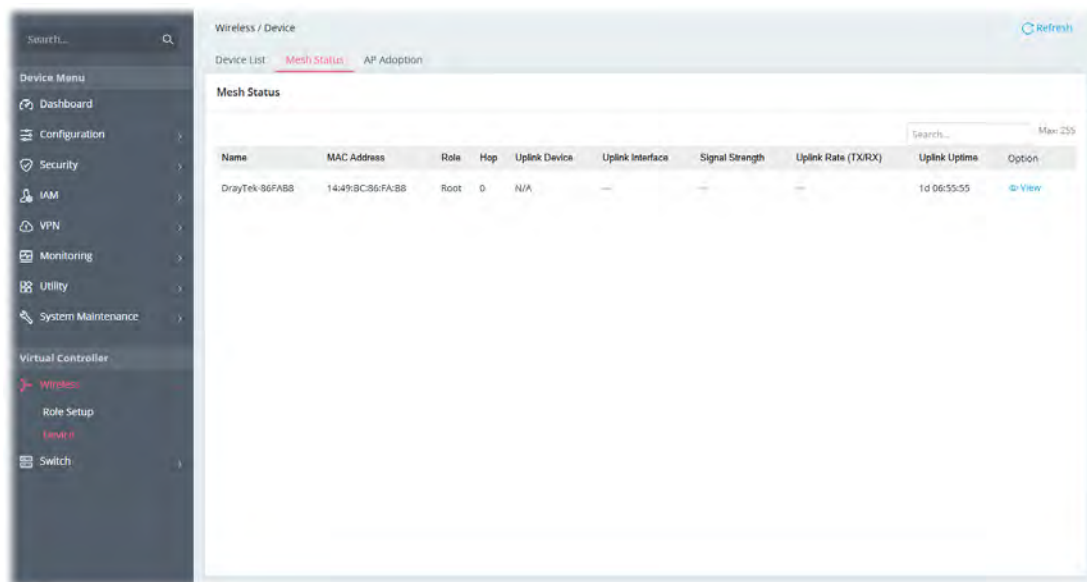 Search...
Device Menu
Dashboard
Configuration
Security
IAM
VPN
Monitoring
Utility
System Maintenance
Virtual Controller
Wireless
Role Setup
Device
Switch
Wireless / Device
Refresh
Device List Mesh Status AP Adoption
Mesh Status
Search... Max: 255
Name MAC Address Role Hop Uplink Device Uplink Interface Signal Strength Uplink Rate (TX/RX) Uplink Uptime Option
DrayTek-86FAB8 14:49:BC:86:FA:B8 Root 0 N/A --- --- --- 1d 06:55:55 View